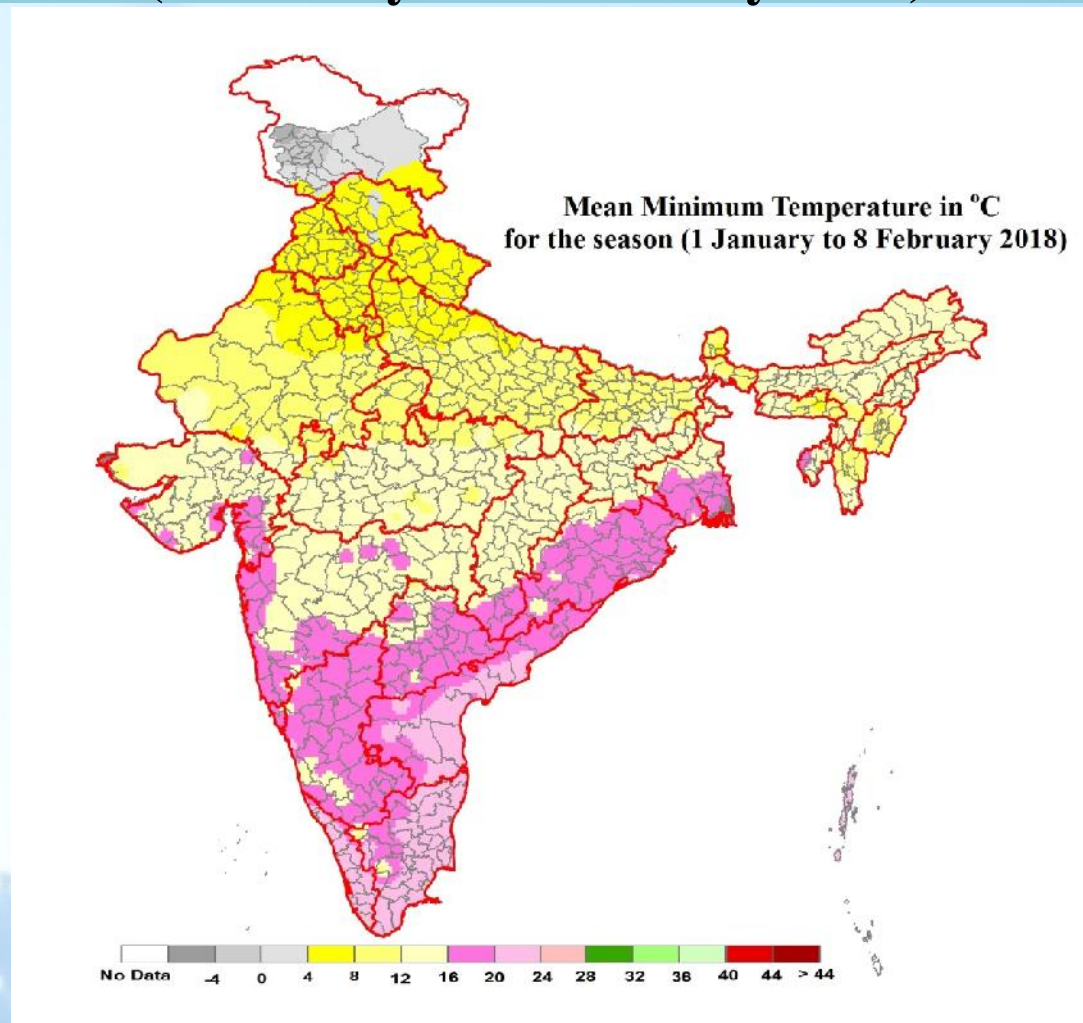 Mean Minimum Temperature in °C
for the season (1 January to 8 February 2018)
No Data -4 0 4 8 12 16 20 24 28 32 36 40 44 > 44